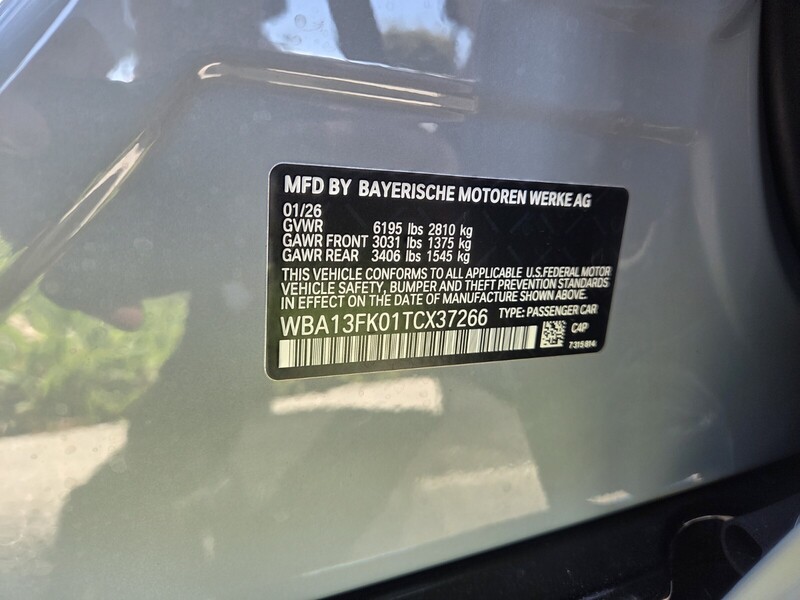 MFD BY BAYERISCHE MOTOREN WERKE AG
01/26
GVWR 6195 lbs 2810 kg
GAWR FRONT 3031 lbs 1375 kg
GAWR REAR 3406 lbs 1545 kg
THIS VEHICLE CONFORMS TO ALL APPLICABLE U.S.FEDERAL MOTOR
VEHICLE SAFETY, BUMPER AND THEFT PREVENTION STANDARDS
IN EFFECT ON THE DATE OF MANUFACTURE SHOWN ABOVE.
WBA13FK01TCX37266 TYPE: PASSENGER CAR
C4P
7315814